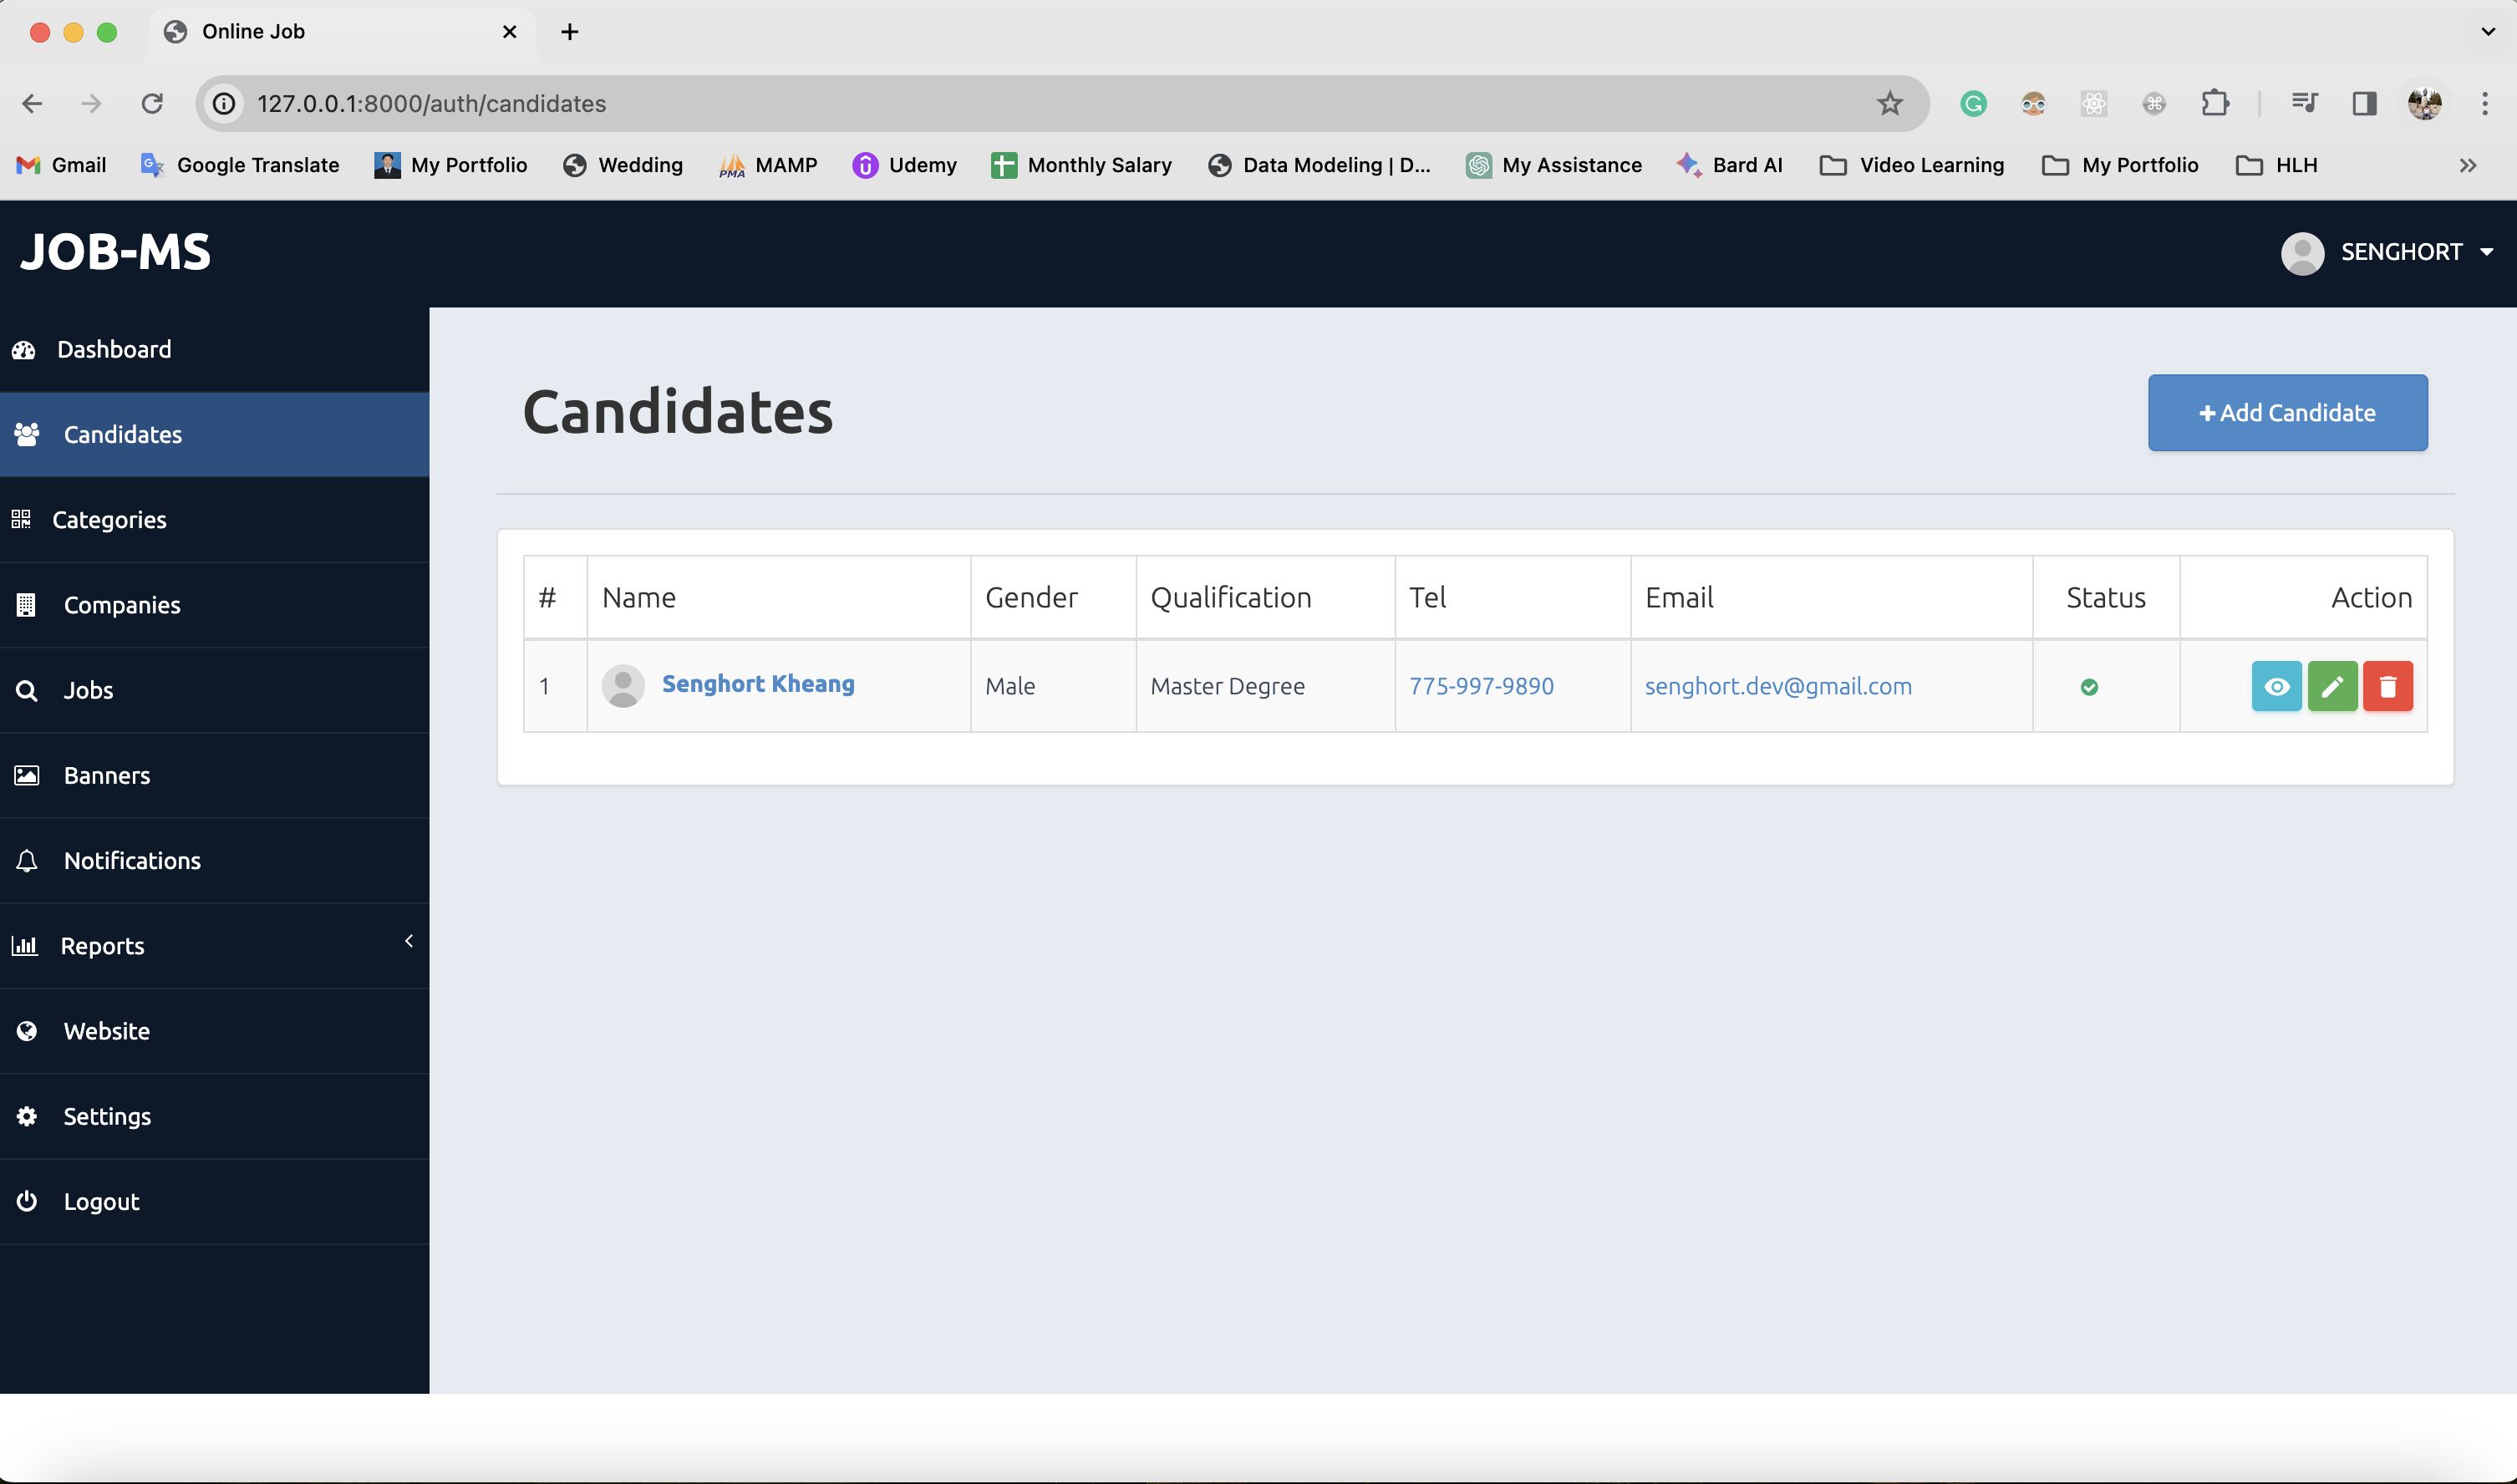 Online Job
127.0.0.1:8000/auth/candidates
Gmail Google Translate My Portfolio Wedding PMA MAMP Udemy Monthly Salary Data Modeling | D... My Assistance Bard AI Video Learning My Portfolio HLH
JOB-MS SENGHORT
Dashboard
Candidates
Categories
Companies
Jobs
Banners
Notifications
Reports
Website
Settings
Logout
Candidates + Add Candidate
# Name Gender Qualification Tel Email Status Action
1 Senghort Kheang Male Master Degree 775-997-9890 senghort.dev@gmail.com